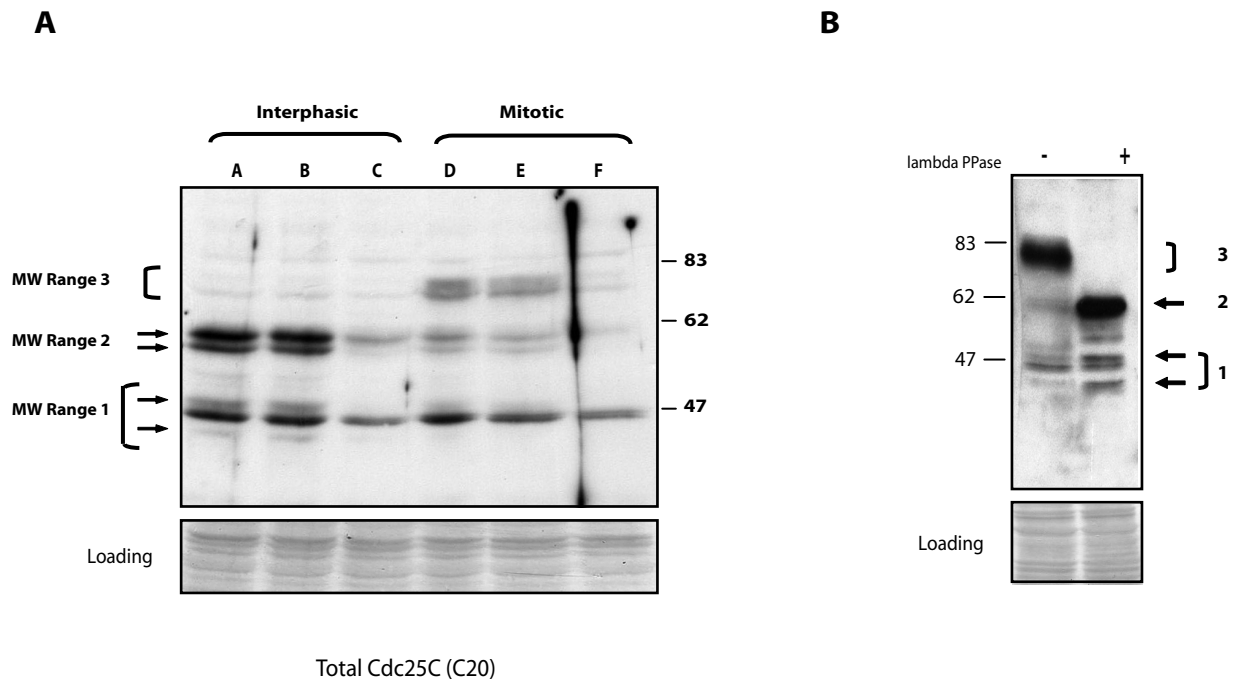 A
Interphasic
Mitotic
A B C D E F
MW Range 3
MW Range 2
MW Range 1
83
62
47
Loading
Total Cdc25C (C20)
B
lambda PPase - +
83
62
47
3
2
1
Loading